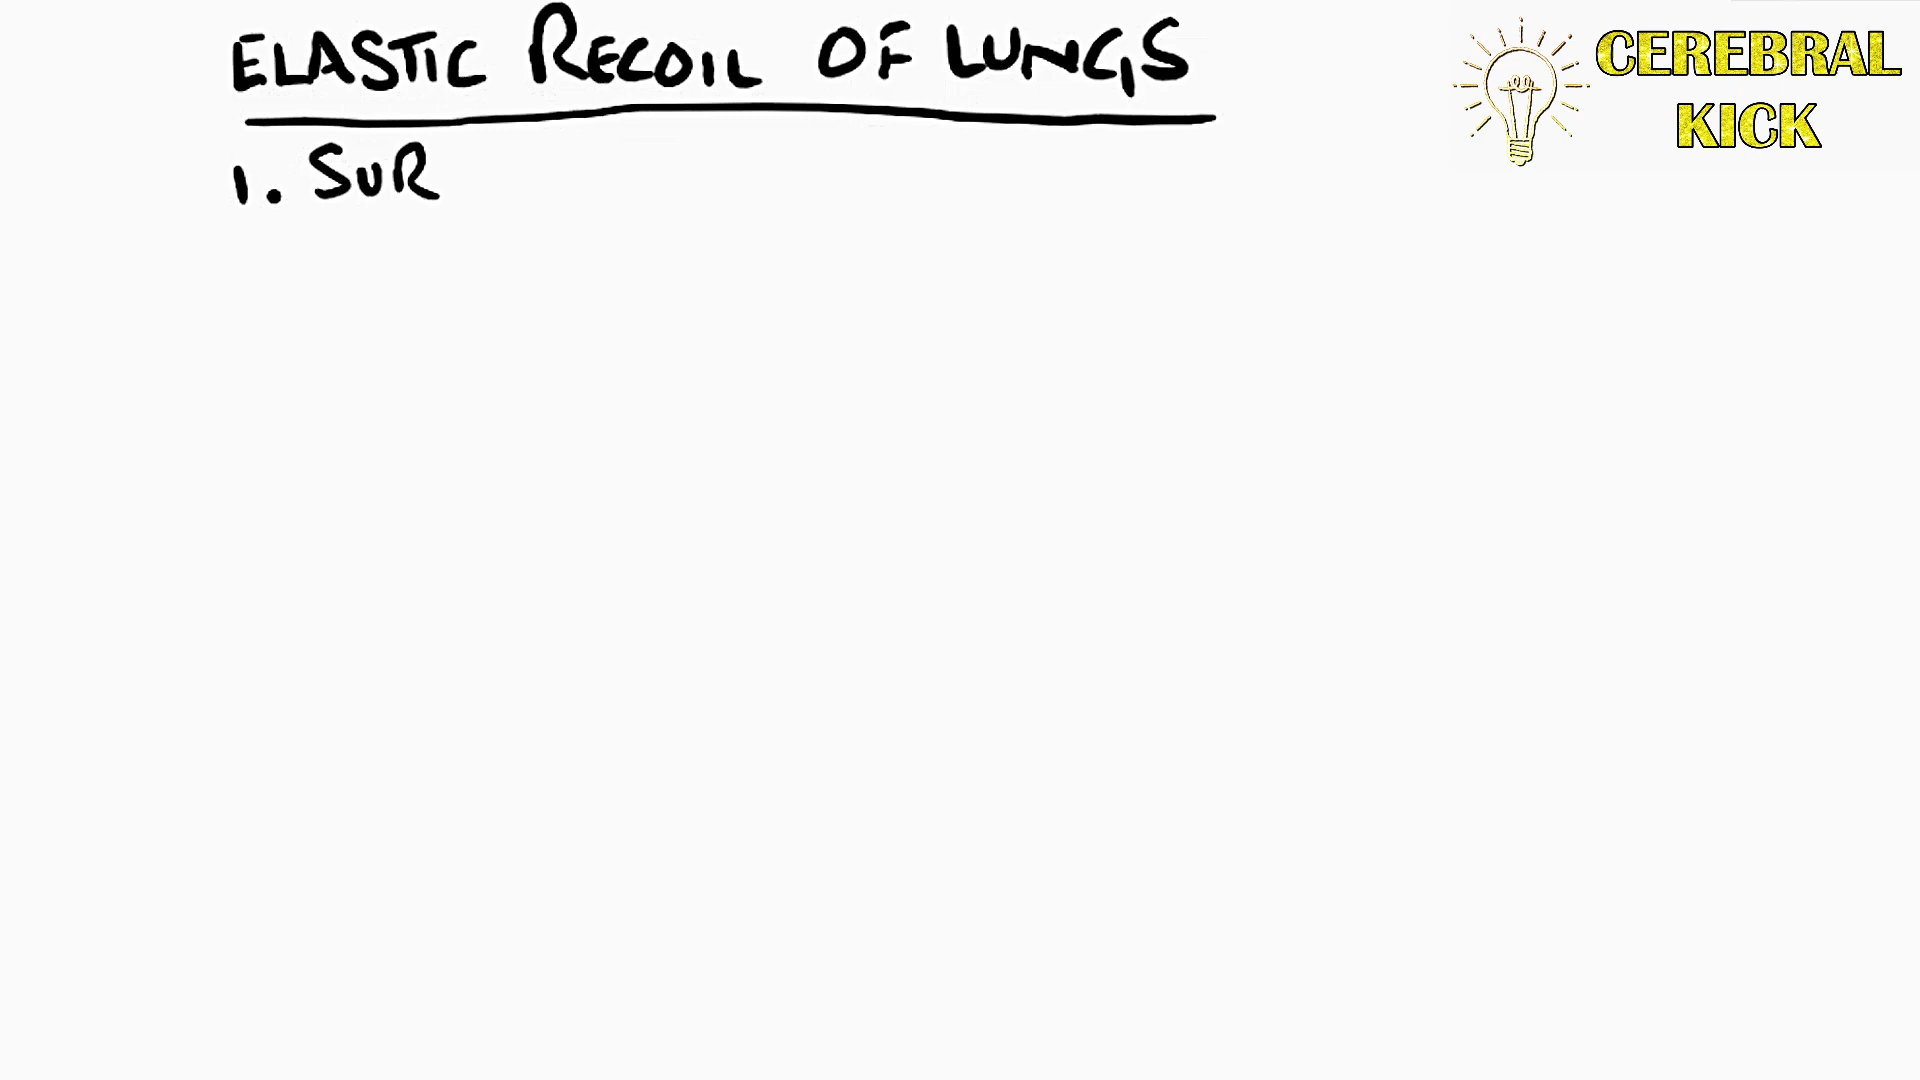 ELASTIC RECOIL OF LUNGS
1. SUR
CEREBRAL
KICK